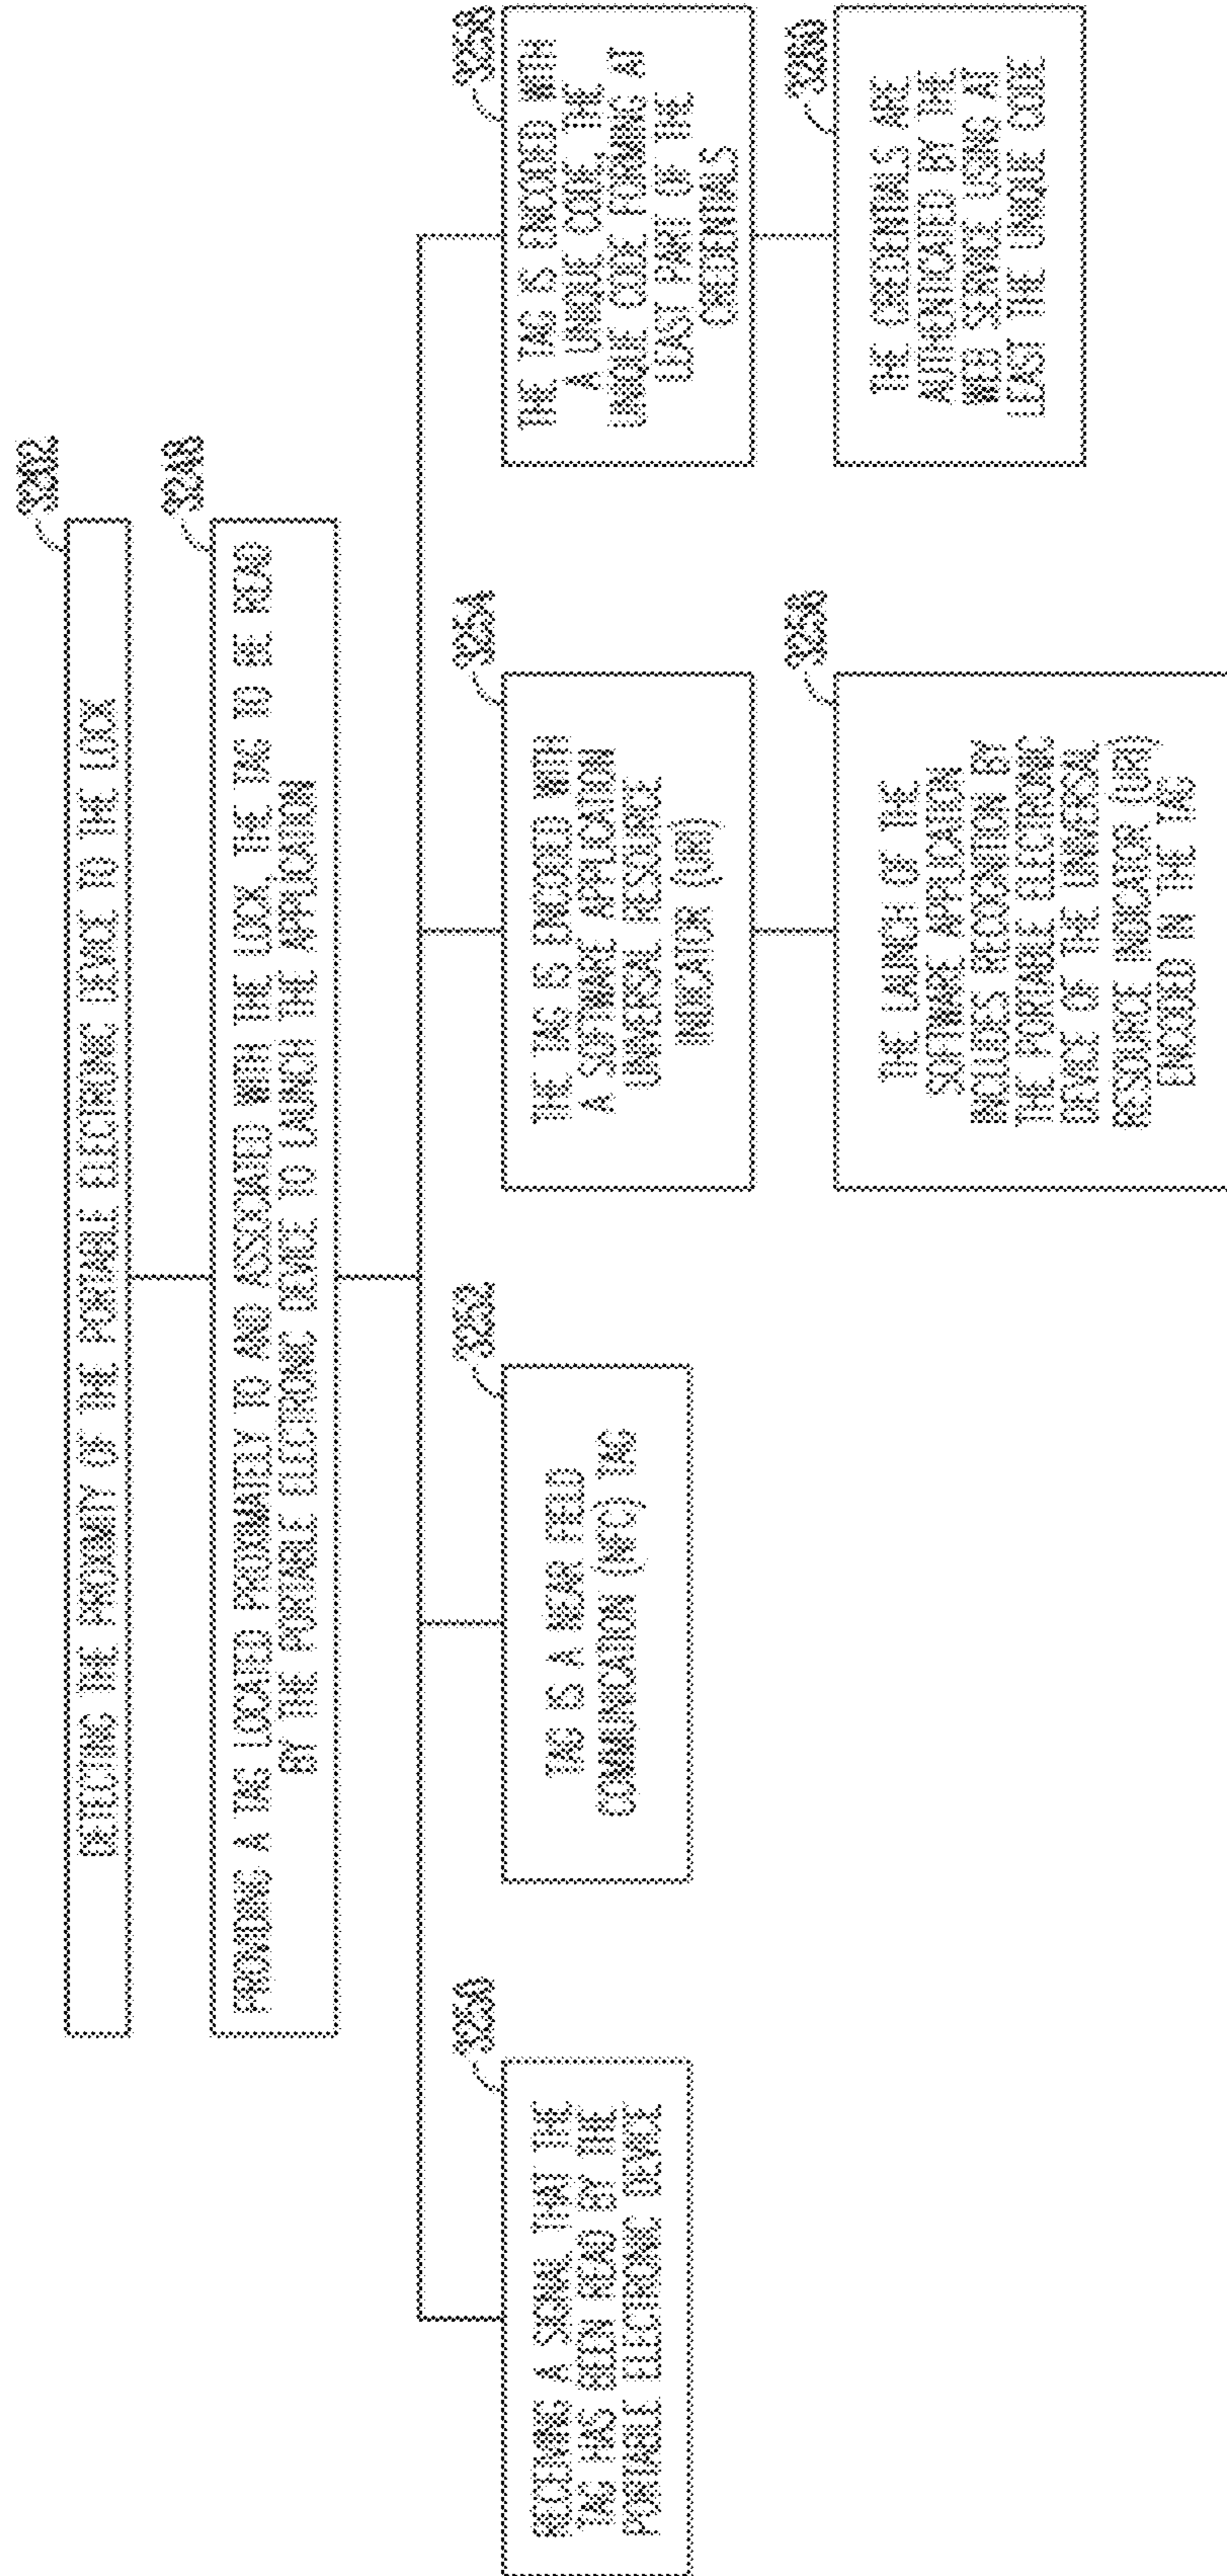 3202
DETECTING THE PROXIMITY OF THE PORTABLE ELECTRONIC DEVICE TO THE LOCK
3248
PROVIDING A TAG LOCATED PROXIMATELY TO AND ASSOCIATED WITH THE LOCK, THE TAG TO BE READ
BY THE PORTABLE ELECTRONIC DEVICE TO LAUNCH THE APPLICATION
3250
RECEIVING A SIGNAL THAT THE
TAG HAS BEEN READ BY THE
PORTABLE ELECTRONIC DEVICE
3252
TAG IS A NEAR FIELD
COMMUNICATION (NFC) TAG
3254
THE TAG IS ENCODED WITH
A SOFTWARE APPLICATION
UNIVERSAL RESOURCE
INDICATOR (URI)
3256
THE LAUNCH OF THE
SOFTWARE APPLICATION
INCLUDES RECOGNITION BY
THE PORTABLE ELECTRONIC
DEVICE OF THE UNIVERSAL
RESOURCE INDICATOR (URI)
ENCODED IN THE TAG
3258
THE TAG IS ENCODED WITH
A UNIQUE CODE, THE
UNIQUE CODE FORMING AT
LEAST PART OF THE
CREDENTIALS
3260
THE CREDENTIALS ARE
AUTHENTICATED BY THE
WEB SERVICE USING AT
LEAST THE UNIQUE CODE